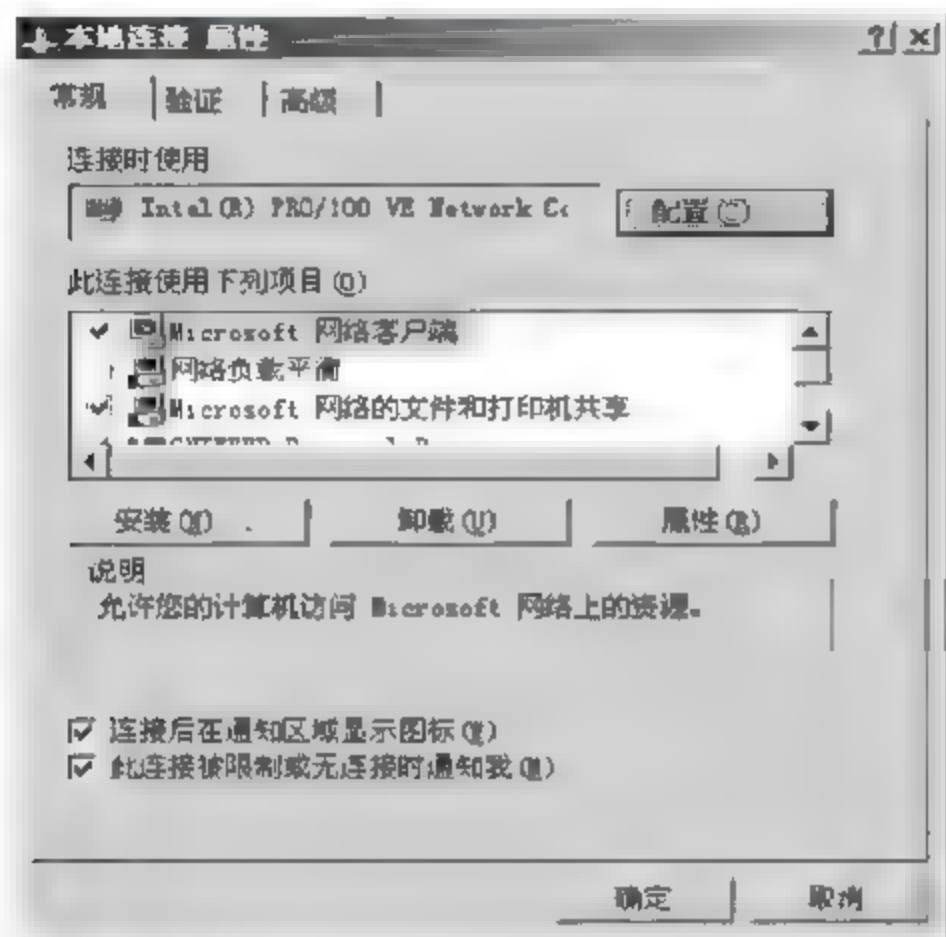 本地连接 属性
常规 验证 高级
连接时使用
Intel(R) PRO/100 VE Network Co 配置(C)
此连接使用下列项目(O)
Microsoft 网络客户端
网络负载平衡
Microsoft 网络的文件和打印机共享
安装(N) 卸载(U) 属性(R)
说明
允许您的计算机访问 Microsoft 网络上的资源。
连接后在通知区域显示图标(W)
此连接被限制或无连接时通知我(M)
确定 取消